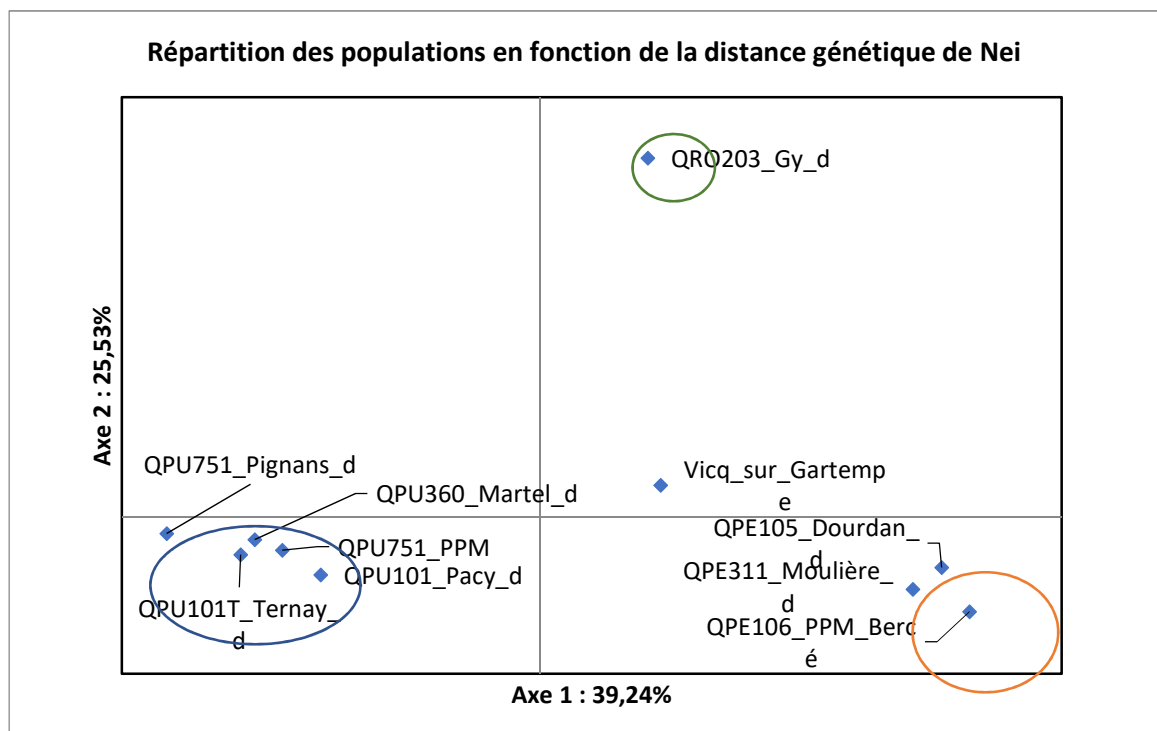 Répartition des populations en fonction de la distance génétique de Nei
Axe 2 : 25,53%
QRO203_Gy_d
QPU751_Pignans_d
QPU360_Martel_d
Vicq_sur_Gartemp
e
QPU751_PPM
QPU101_Pacy_d
QPU101T_Ternay_
d
QPE105_Dourdan_
d
QPE311_Moulière_
d
QPE106_PPM_Berc
é
Axe 1 : 39,24%